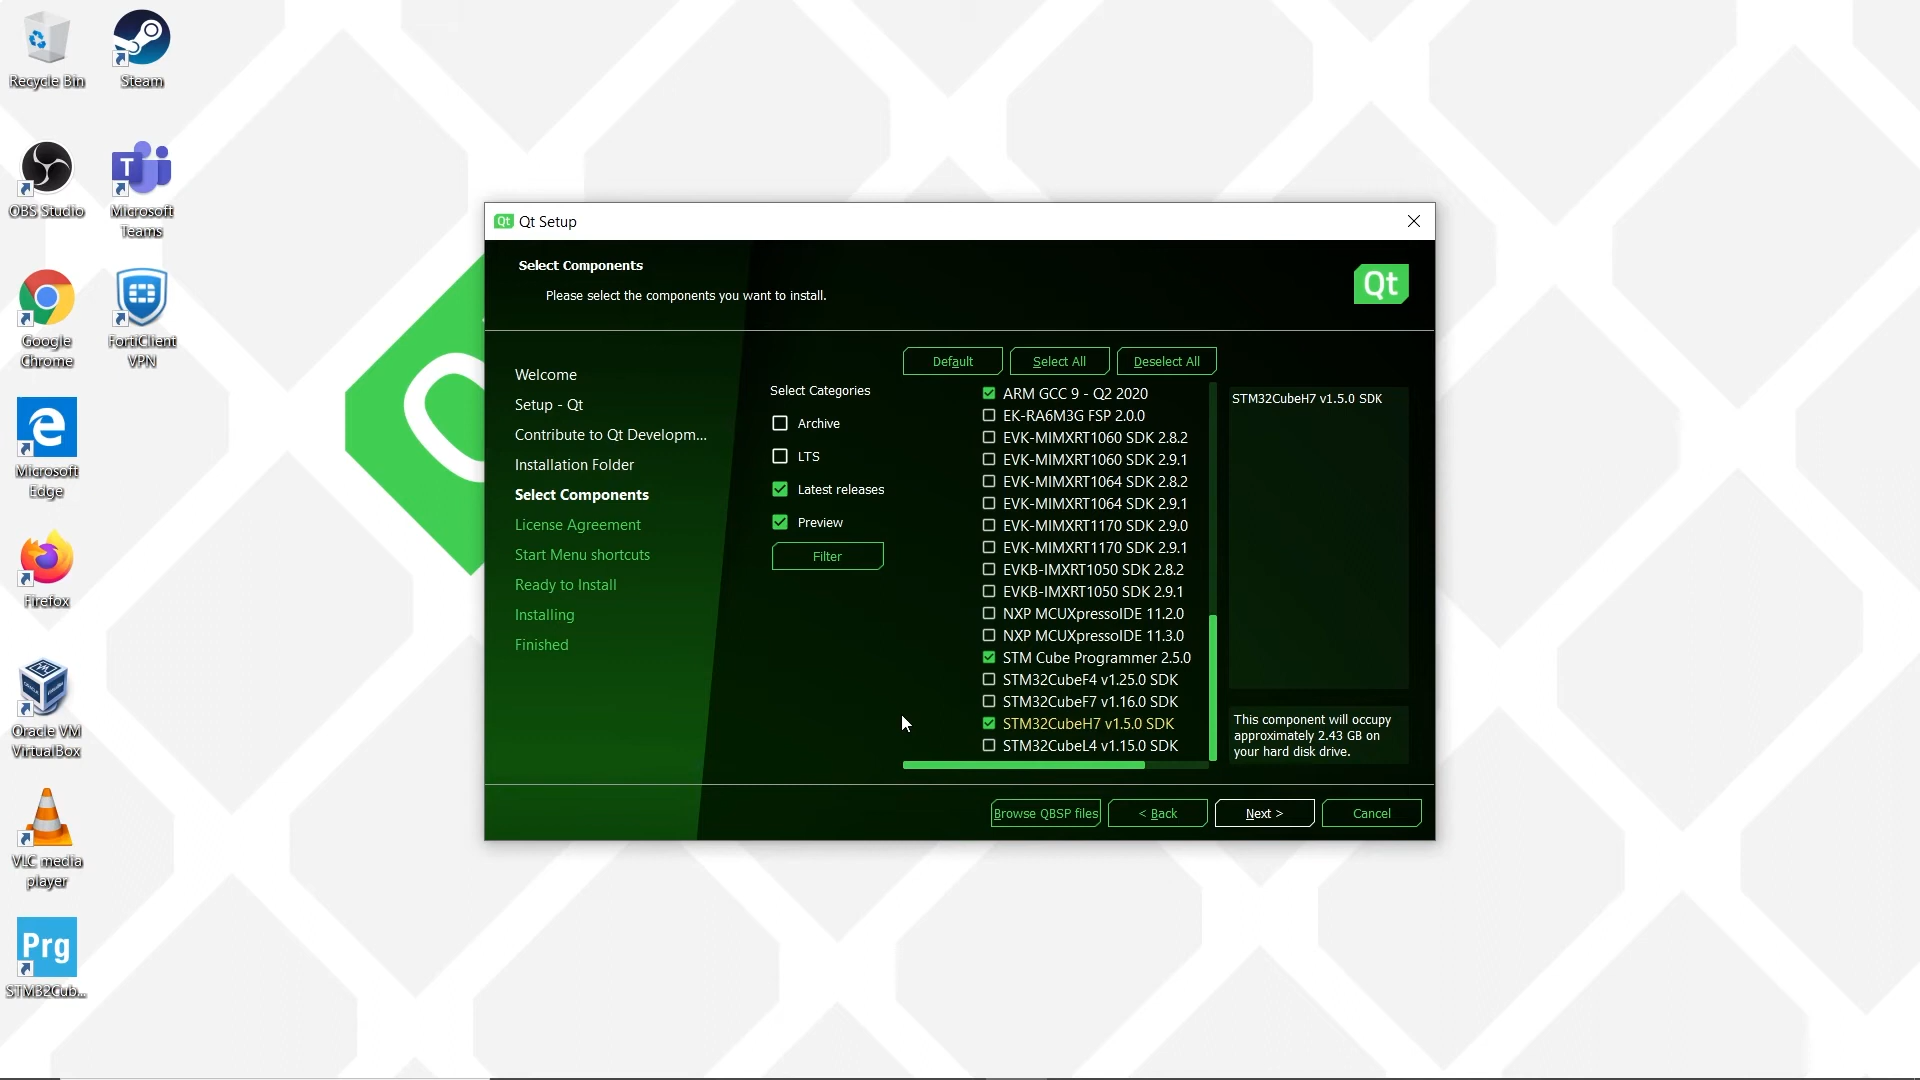 Recycle Bin
Steam
OBS Studio
T
Microsoft
Teams
Google
Chrome
FortiClient
VPN
Microsoft
Edge
Firefox
Oracle VM
VirtualBox
VLC media
player
Prg
STM32Cub...
Qt Qt Setup
Select Components
Please select the components you want to install.
Qt
Welcome
Setup - Qt
Contribute to Qt Developm...
Installation Folder
Select Components
License Agreement
Start Menu shortcuts
Ready to Install
Installing
Finished
Default
Select All
Deselect All
Select Categories
Archive
LTS
Latest releases
Preview
Filter
ARM GCC 9 - Q2 2020
EK-RA6M3G FSP 2.0.0
EVK-MIMXRT1060 SDK 2.8.2
EVK-MIMXRT1060 SDK 2.9.1
EVK-MIMXRT1064 SDK 2.8.2
EVK-MIMXRT1064 SDK 2.9.1
EVK-MIMXRT1170 SDK 2.9.0
EVK-MIMXRT1170 SDK 2.9.1
EVKB-IMXRT1050 SDK 2.8.2
EVKB-IMXRT1050 SDK 2.9.1
NXP MCUXpressoIDE 11.2.0
NXP MCUXpressoIDE 11.3.0
STM Cube Programmer 2.5.0
STM32CubeF4 v1.25.0 SDK
STM32CubeF7 v1.16.0 SDK
STM32CubeH7 v1.5.0 SDK
STM32CubeL4 v1.15.0 SDK
STM32CubeH7 v1.5.0 SDK
This component will occupy
approximately 2.43 GB on
your hard disk drive.
Browse QBSP files
< Back
Next >
Cancel